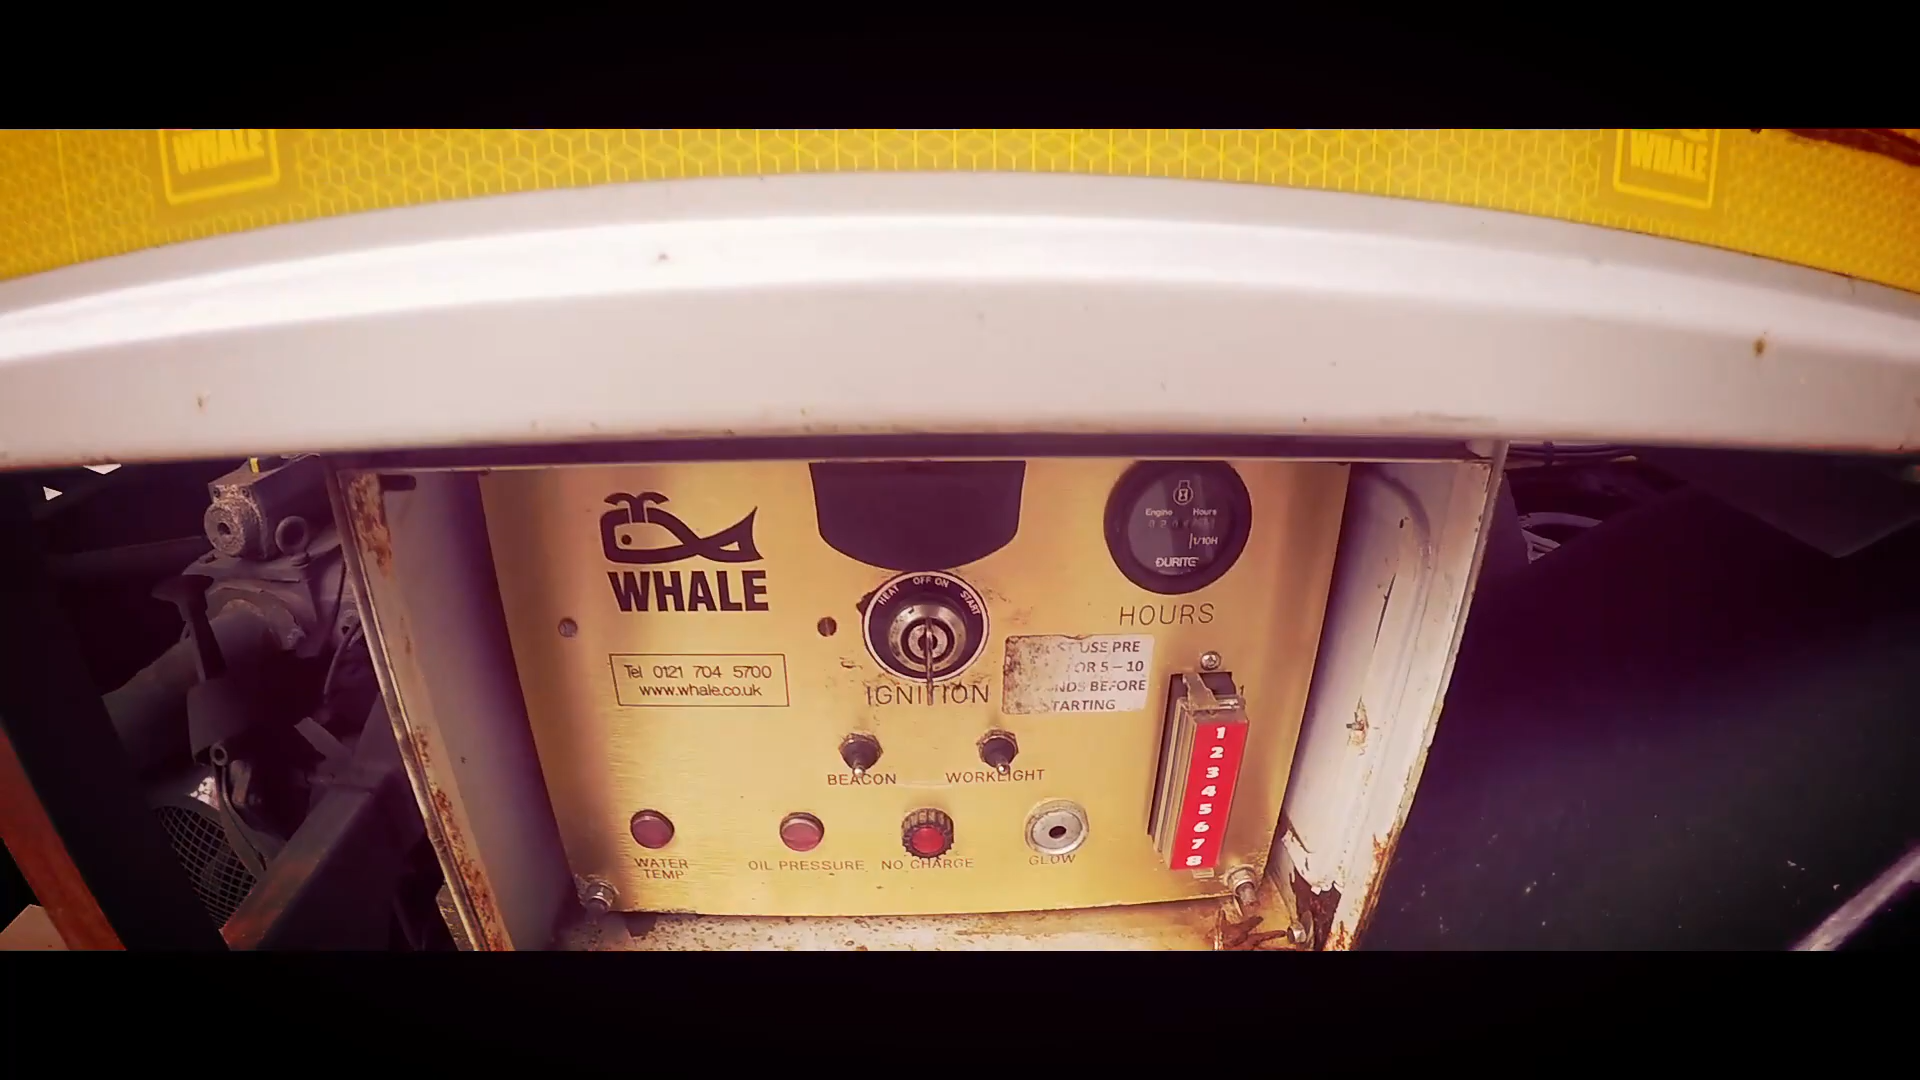 WHALE
WHALE
WHALE
Tel 0121 704 5700
www.whale.co.uk
HEAT OFF ON START
IGNITION
Engine Hours
1/10H
DURITE
HOURS
USE PRE
OR 5 – 10
BEFORE
BEACON
WORKLIGHT
WATER
TEMP
OIL PRESSURE
NO CHARGE
GLOW
1
2
3
4
5
6
7
8